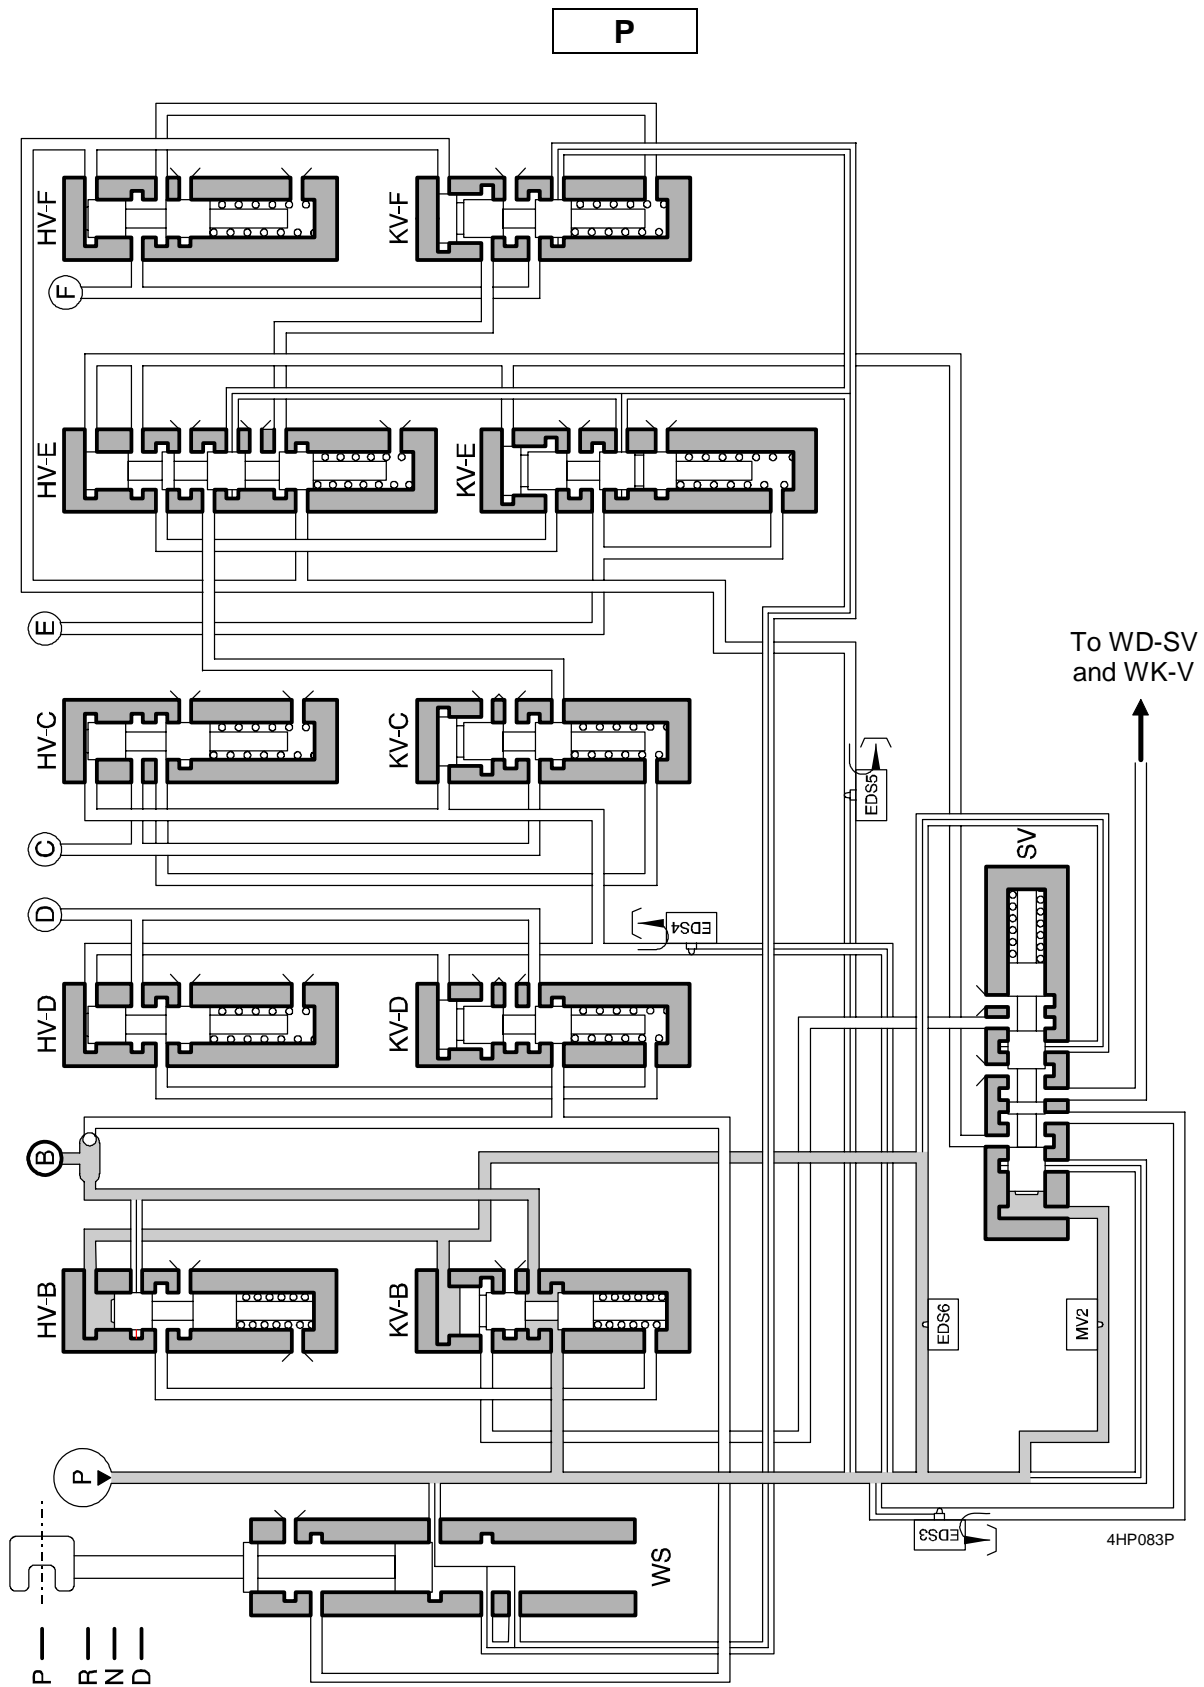 P
HV-F
KV-F
F
HV-E
KV-E
E
To WD-SV
and WK-V
HV-C
KV-C
EDS5
SV
C
D
EDS4
HV-D
KV-D
B
HV-B
KV-B
EDS6
MV2
P
EDS3
4HP083P
WS
P
R
N
D